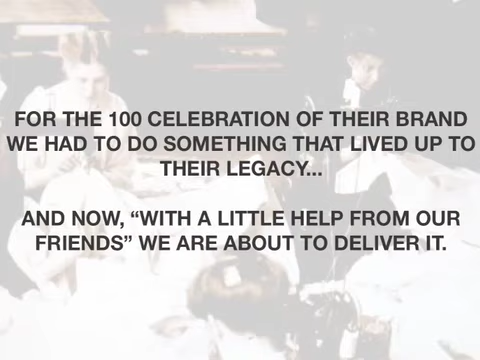 FOR THE 100 CELEBRATION OF THEIR BRAND
WE HAD TO DO SOMETHING THAT LIVED UP TO
THEIR LEGACY...
AND NOW, “WITH A LITTLE HELP FROM OUR
FRIENDS” WE ARE ABOUT TO DELIVER IT.